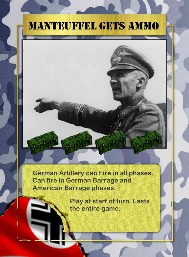 MANTEUFFEL GETS AMMO
German Artillery can fire in all phases.
Can fire in German Barrage and
American Barrage phases.
Play at start of turn. Lasts
the entire game.